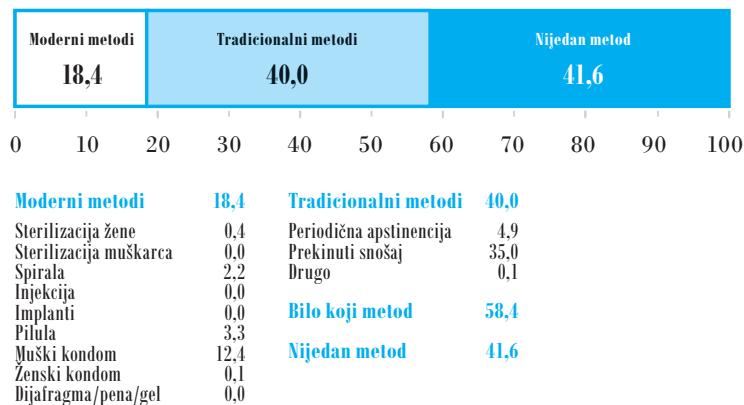 Moderni metodi Tradicionalni metodi Nijedan metod
18,4 40,0 41,6
0 10 20 30 40 50 60 70 80 90 100
Moderni metodi 18,4
Sterilizacija žene 0,4
Sterilizacija muškarca 0,0
Spirala 2,2
Injekcija 0,0
Implanti 0,0
Pilula 3,3
Muški kondom 12,4
Ženski kondom 0,1
Dijafragma/pena/gel 0,0
Tradicionalni metodi 40,0
Periodična apstinencija 4,9
Prekinuti snošaj 35,0
Drugo 0,1
Bilo koji metod 58,4
Nijedan metod 41,6